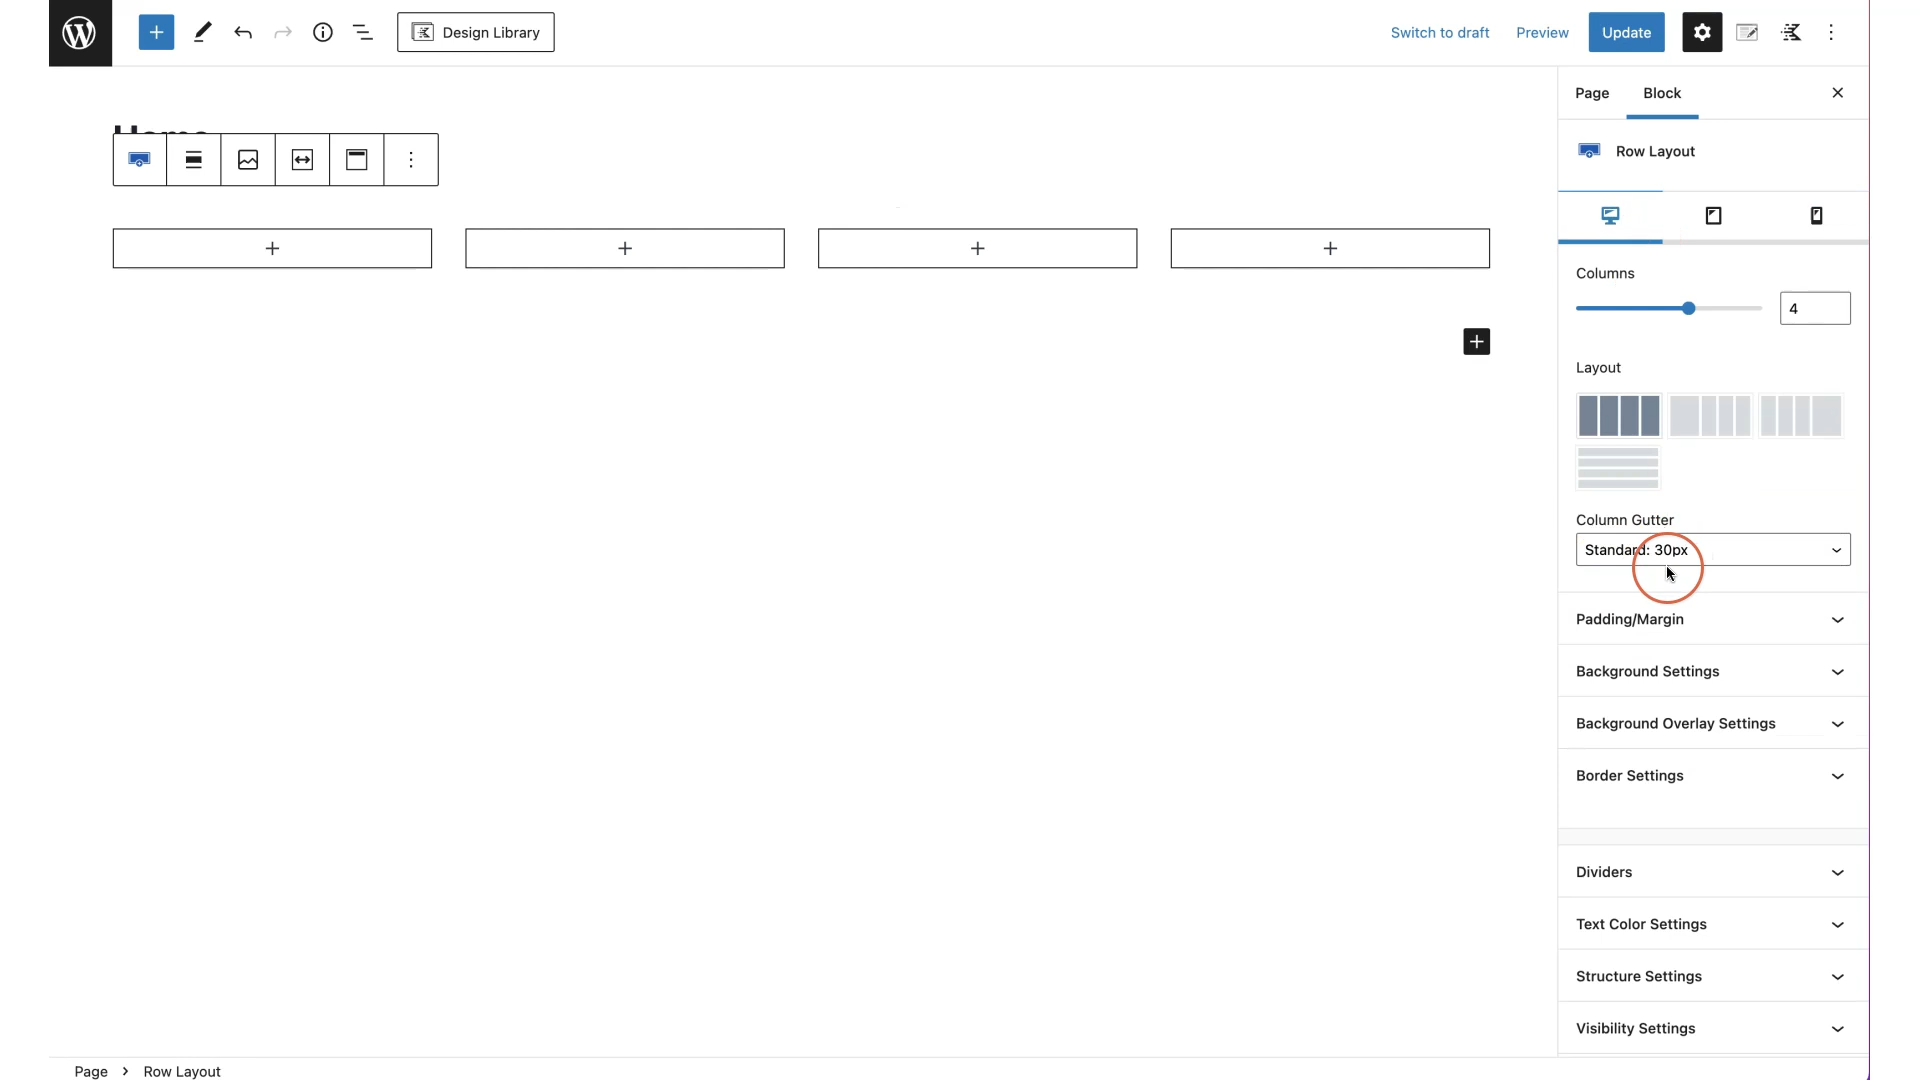 Design Library
Switch to draft
Preview
Update
Page
Block
Home
Row Layout
Columns
4
Layout
Column Gutter
Standard: 30px
Padding/Margin
Background Settings
Background Overlay Settings
Border Settings
Dividers
Text Color Settings
Structure Settings
Visibility Settings
Page > Row Layout